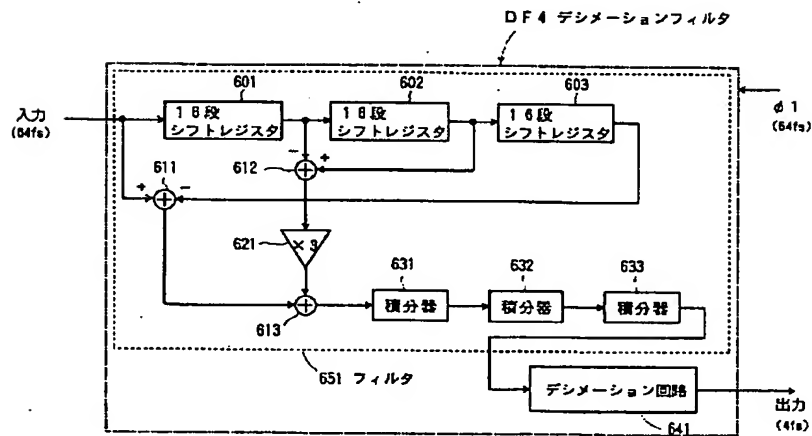 DF4 デシメーションフィルタ
601
602
603
入力
(64fs)
16段
シフトレジスタ
16段
シフトレジスタ
16段
シフトレジスタ
φ1
(64fs)
−
+
612
611
+
−
621
×3
631
632
633
積分器
積分器
積分器
613
651 フィルタ
デシメーション回路
641
出力
(4fs)